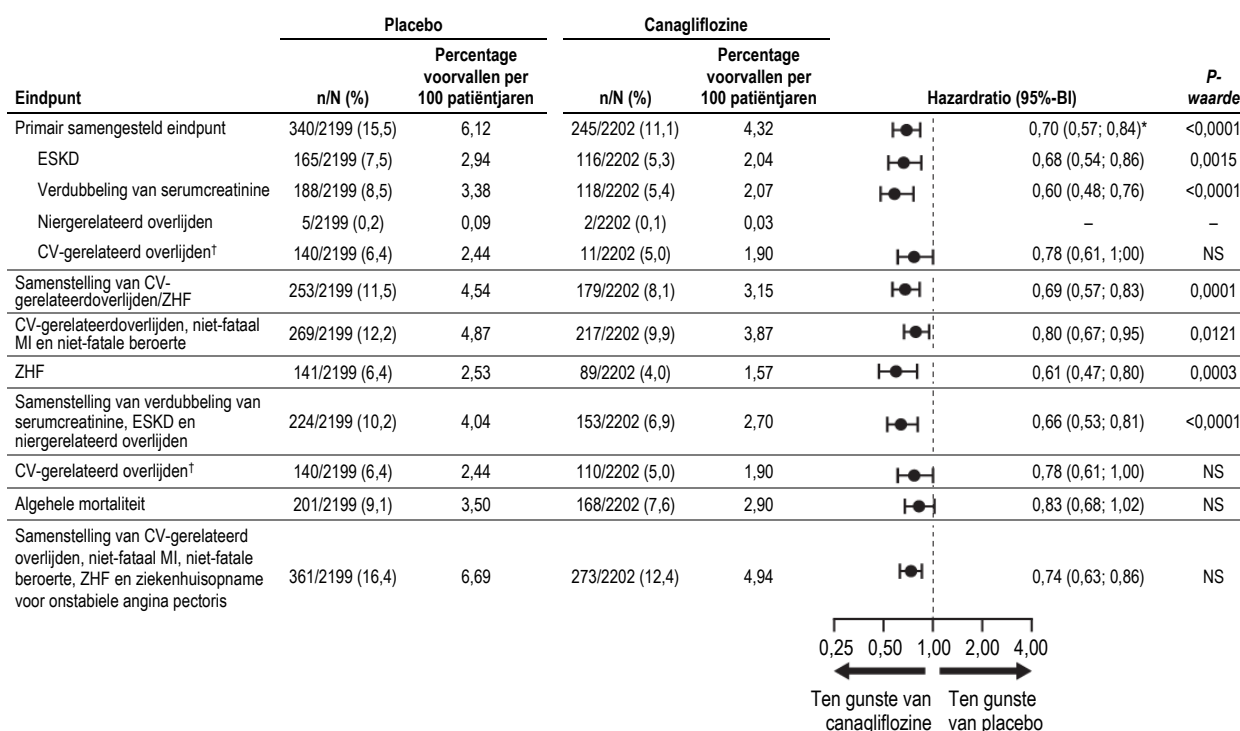 Placebo Canagliflozine
Eindpunt n/N (%) Percentage voorvallen per 100 patiëntjaren n/N (%) Percentage voorvallen per 100 patiëntjaren Hazardratio (95%-BI) P-waarde
Primair samengesteld eindpunt 340/2199 (15,5) 6,12 245/2202 (11,1) 4,32 0,70 (0,57; 0,84)* <0,0001
ESKD 165/2199 (7,5) 2,94 116/2202 (5,3) 2,04 0,68 (0,54; 0,86) 0,0015
Verdubbeling van serumcreatinine 188/2199 (8,5) 3,38 118/2202 (5,4) 2,07 0,60 (0,48; 0,76) <0,0001
Niergerelateerd overlijden 5/2199 (0,2) 0,09 2/2202 (0,1) 0,03 – –
CV-gerelateerd overlijden† 140/2199 (6,4) 2,44 11/2202 (5,0) 1,90 0,78 (0,61, 1;00) NS
Samenstelling van CV-
gerelateerdoverlijden/ZHF 253/2199 (11,5) 4,54 179/2202 (8,1) 3,15 0,69 (0,57; 0,83) 0,0001
CV-gerelateerdoverlijden, niet-fataal
MI en niet-fatale beroerte 269/2199 (12,2) 4,87 217/2202 (9,9) 3,87 0,80 (0,67; 0,95) 0,0121
ZHF 141/2199 (6,4) 2,53 89/2202 (4,0) 1,57 0,61 (0,47; 0,80) 0,0003
Samenstelling van verdubbeling van
serumcreatinine, ESKD en
niergerelateerd overlijden 224/2199 (10,2) 4,04 153/2202 (6,9) 2,70 0,66 (0,53; 0,81) <0,0001
CV-gerelateerd overlijden† 140/2199 (6,4) 2,44 110/2202 (5,0) 1,90 0,78 (0,61; 1,00) NS
Algehele mortaliteit 201/2199 (9,1) 3,50 168/2202 (7,6) 2,90 0,83 (0,68; 1,02) NS
Samenstelling van CV-gerelateerd
overlijden, niet-fataal MI, niet-fatale
beroerte, ZHF en ziekenhuisopname
voor onstabiele angina pectoris 361/2199 (16,4) 6,69 273/2202 (12,4) 4,94 0,74 (0,63; 0,86) NS
0,25 0,50 1,00 2,00 4,00
Ten gunste van Ten gunste
canagliflozine van placebo